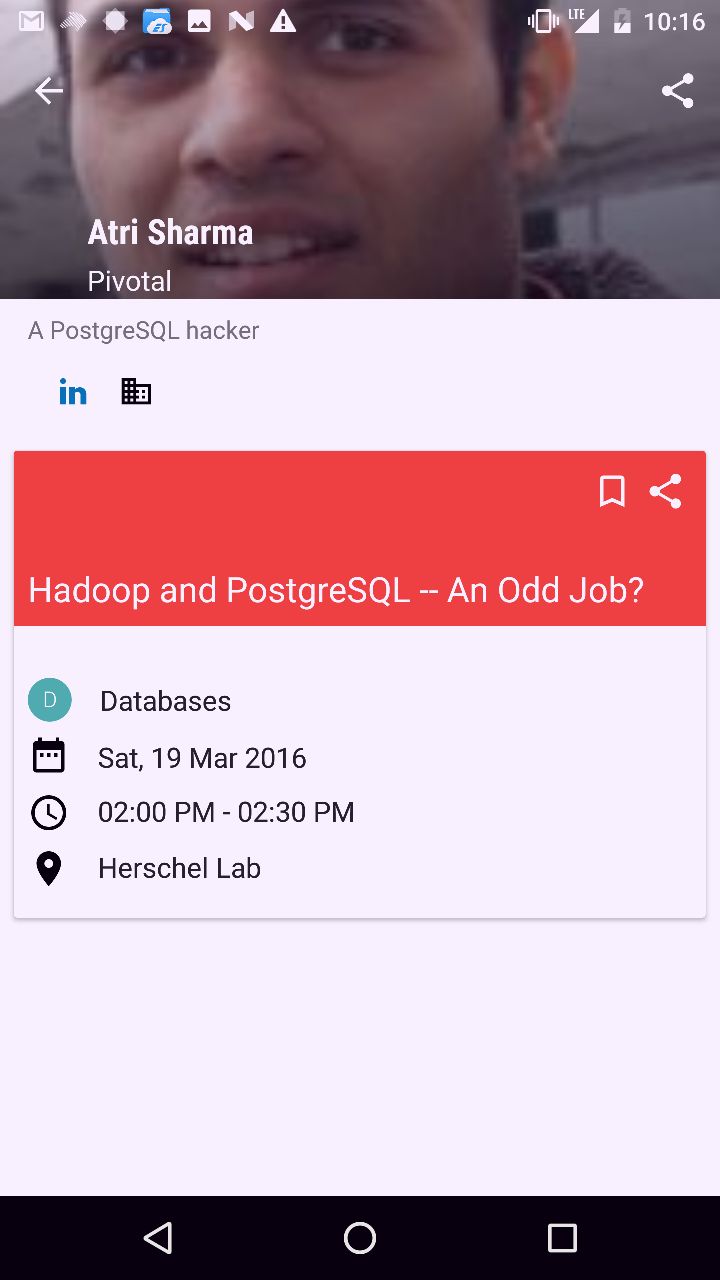 LTE 10:16
Atri Sharma
Pivotal
A PostgreSQL hacker
in
Hadoop and PostgreSQL -- An Odd Job?
D Databases
Sat, 19 Mar 2016
02:00 PM - 02:30 PM
Herschel Lab